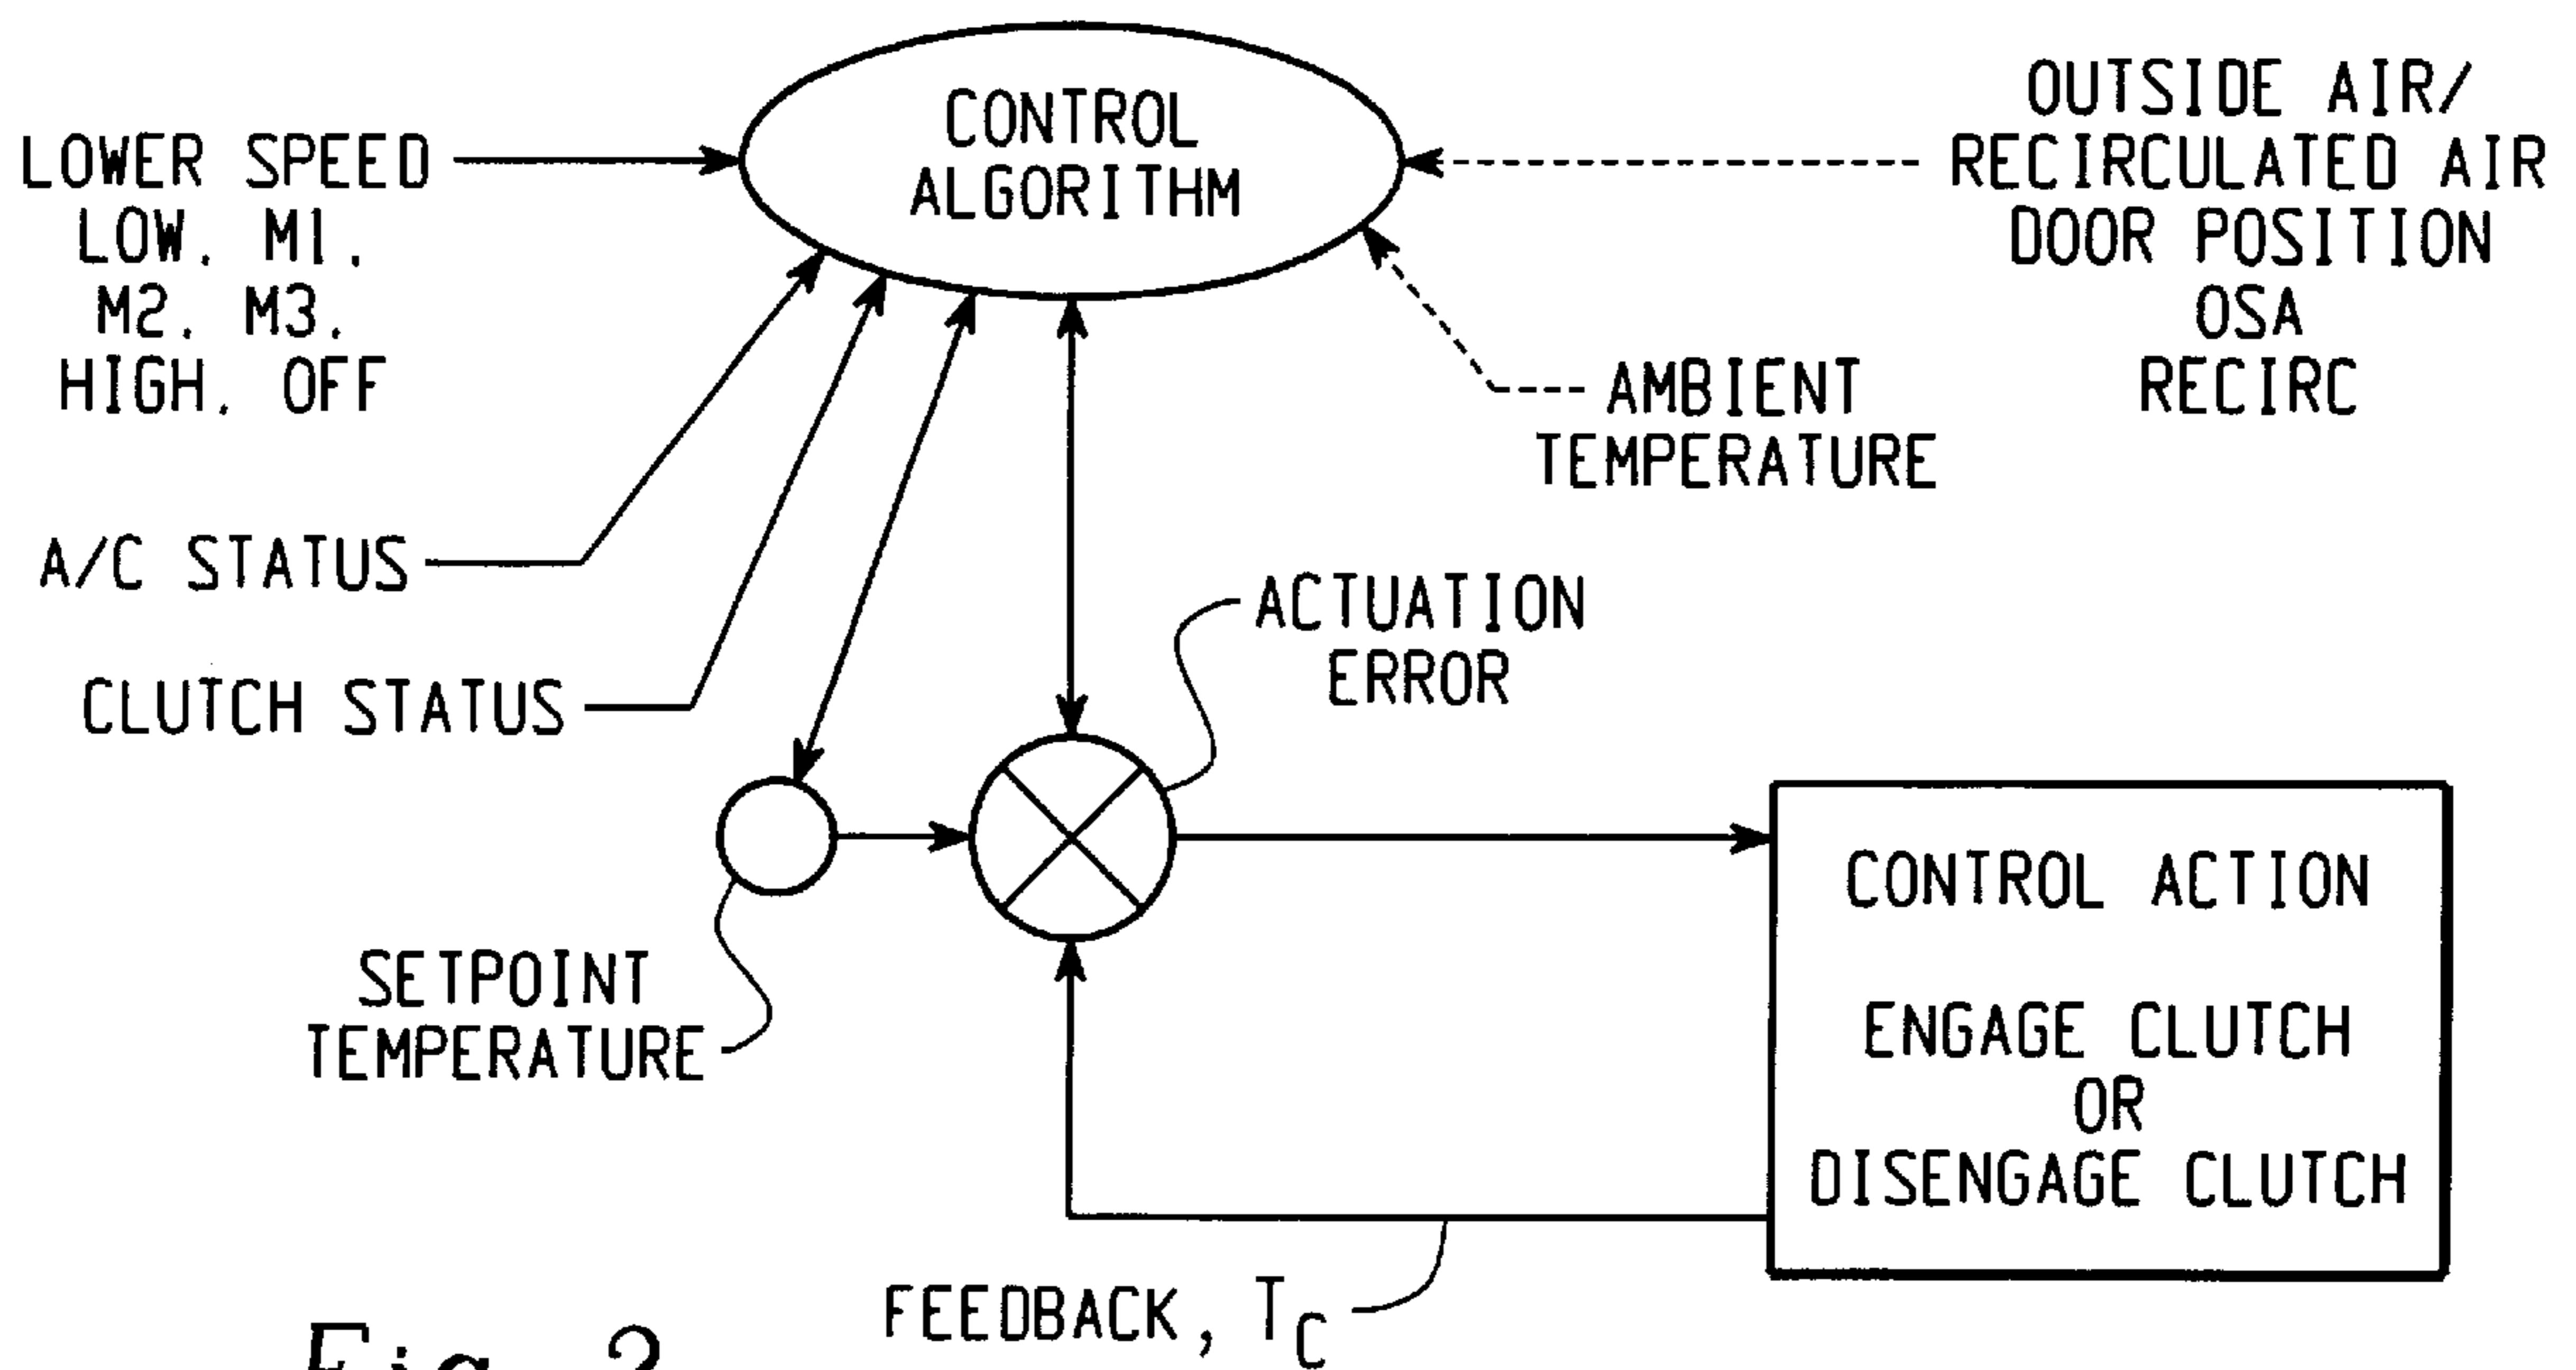 CONTROL
ALGORITHM
LOWER SPEED
LOW, M1,
M2, M3,
HIGH, OFF
OUTSIDE AIR/
RECIRCULATED AIR
DOOR POSITION
OSA
RECIRC
AMBIENT
TEMPERATURE
A/C STATUS
CLUTCH STATUS
ACTUATION
ERROR
SETPOINT
TEMPERATURE
CONTROL ACTION
ENGAGE CLUTCH
OR
DISENGAGE CLUTCH
FEEDBACK, T_C